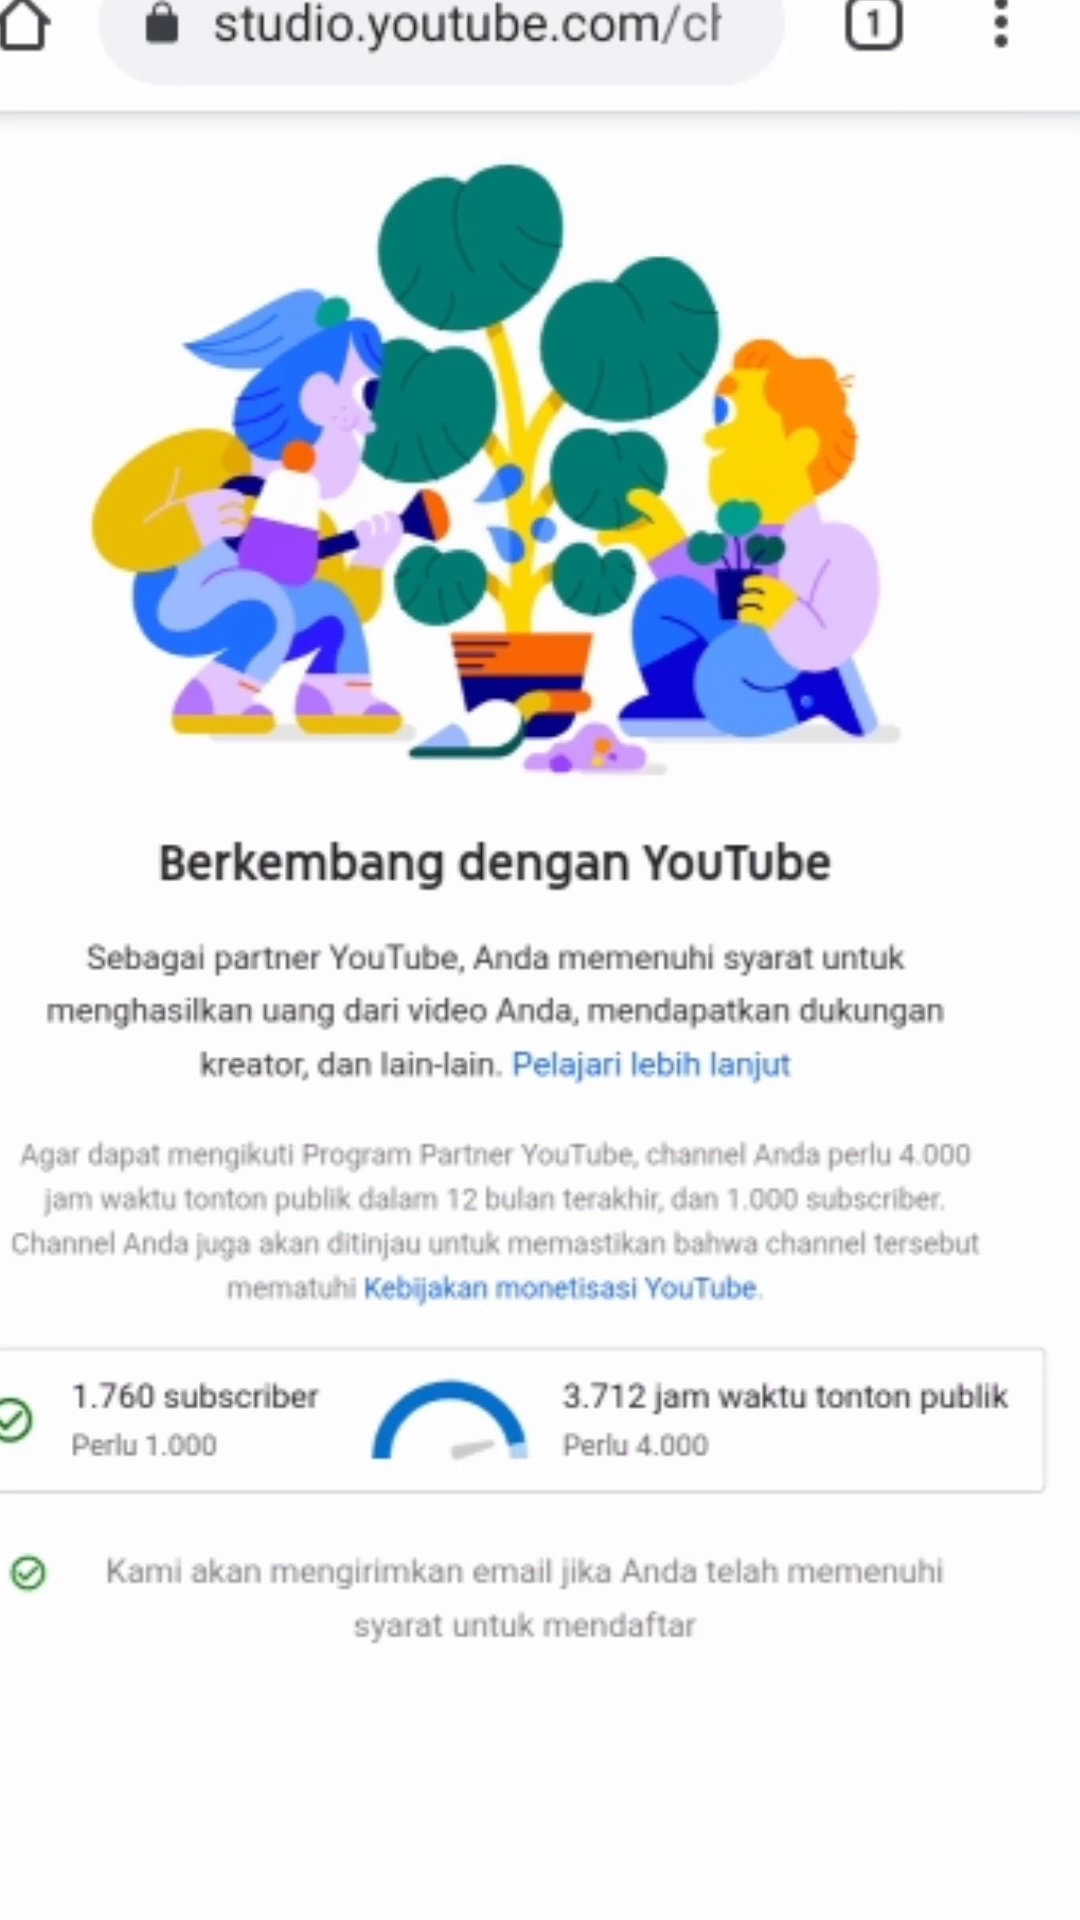 studio.youtube.com/ch
1
Berkembang dengan YouTube
Sebagai partner YouTube, Anda memenuhi syarat untuk
menghasilkan uang dari video Anda, mendapatkan dukungan
kreator, dan lain-lain. Pelajari lebih lanjut
Agar dapat mengikuti Program Partner YouTube, channel Anda perlu 4.000
jam waktu tonton publik dalam 12 bulan terakhir, dan 1.000 subscriber.
Channel Anda juga akan ditinjau untuk memastikan bahwa channel tersebut
mematuhi Kebijakan monetisasi YouTube.
1.760 subscriber
Perlu 1.000
3.712 jam waktu tonton publik
Perlu 4.000
Kami akan mengirimkan email jika Anda telah memenuhi
syarat untuk mendaftar